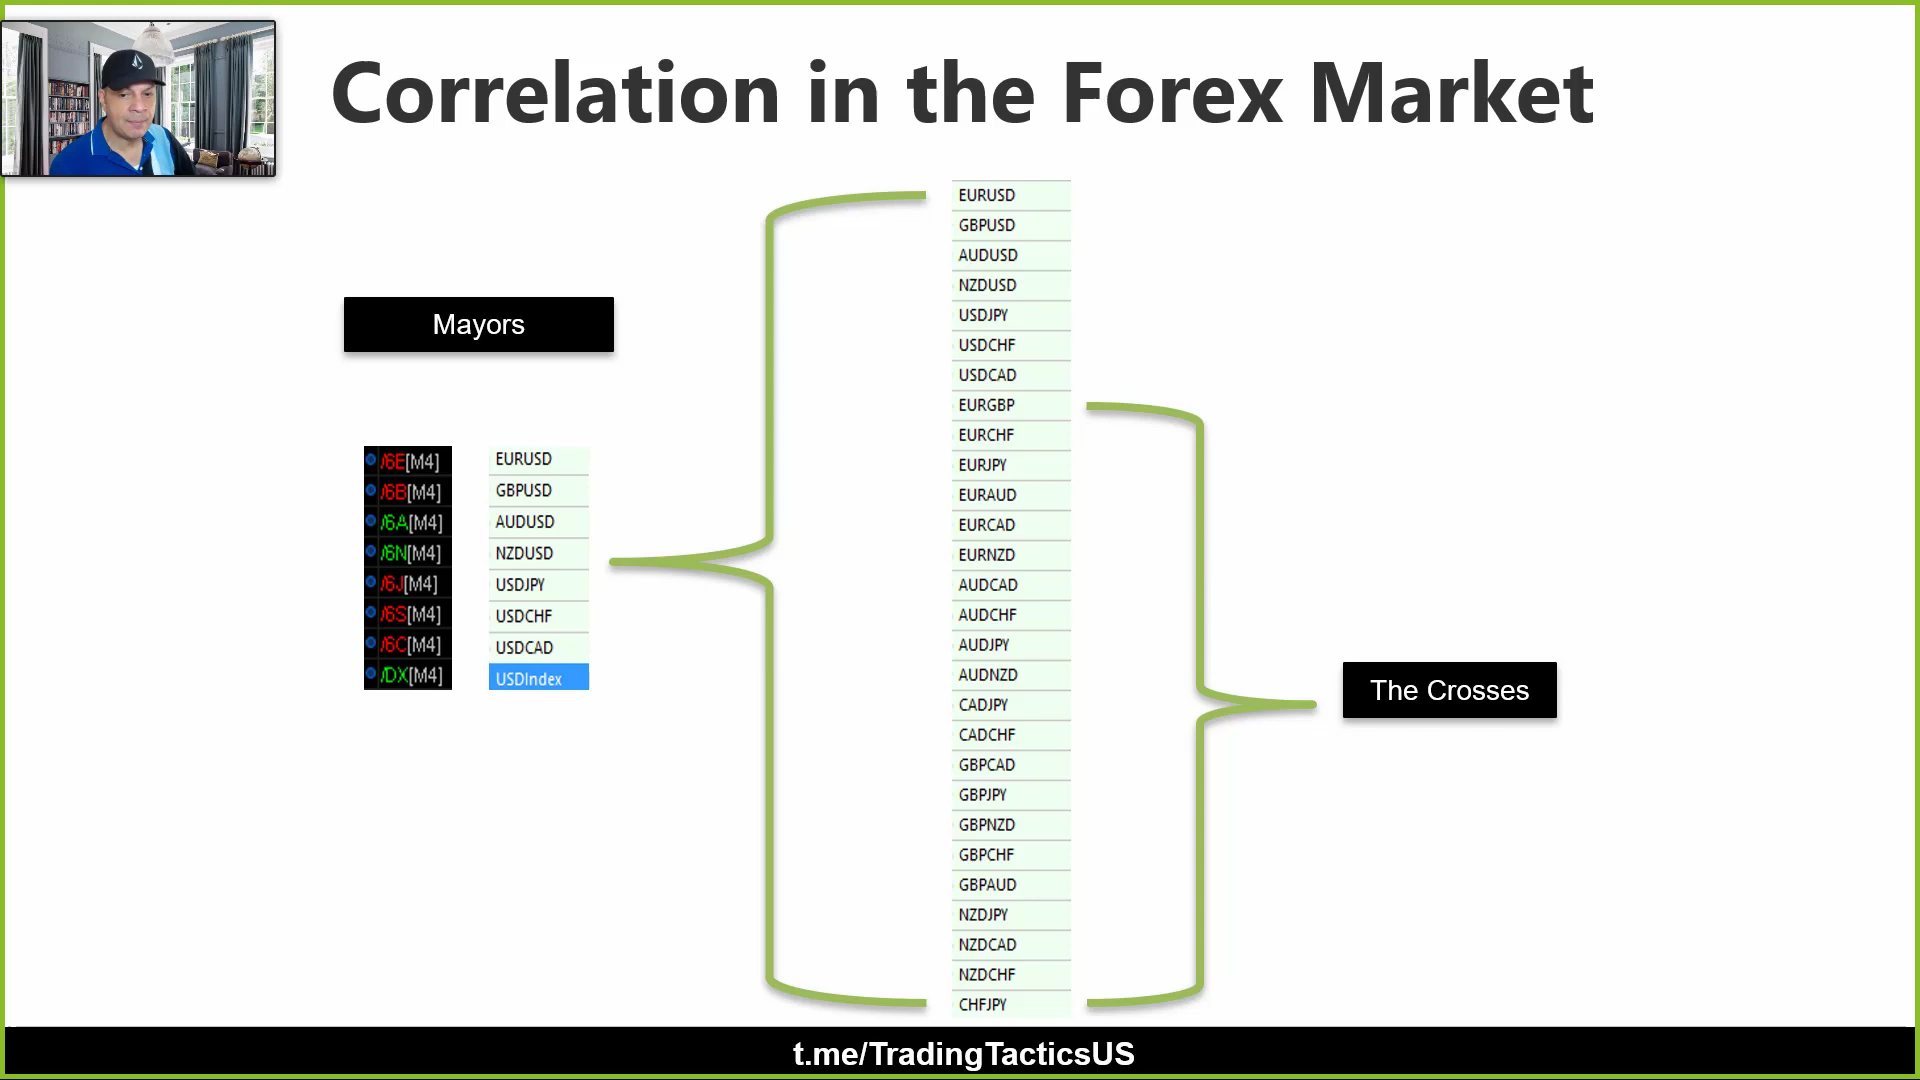 Correlation in the Forex Market
Mayors
/6E[M4]
/6B[M4]
/6A[M4]
/6N[M4]
/6J[M4]
/6S[M4]
/6C[M4]
/DX[M4]
EURUSD
GBPUSD
AUDUSD
NZDUSD
USDJPY
USDCHF
USDCAD
USDIndex
EURUSD
GBPUSD
AUDUSD
NZDUSD
USDJPY
USDCHF
USDCAD
EURGBP
EURCHF
EURJPY
EURAUD
EURCAD
EURNZD
AUDCAD
AUDCHF
AUDJPY
AUDNZD
CADJPY
CADCHF
GBPCAD
GBPJPY
GBPNZD
GBPCHF
GBPAUD
NZDJPY
NZDCAD
NZDCHF
CHFJPY
The Crosses
t.me/TradingTacticsUS